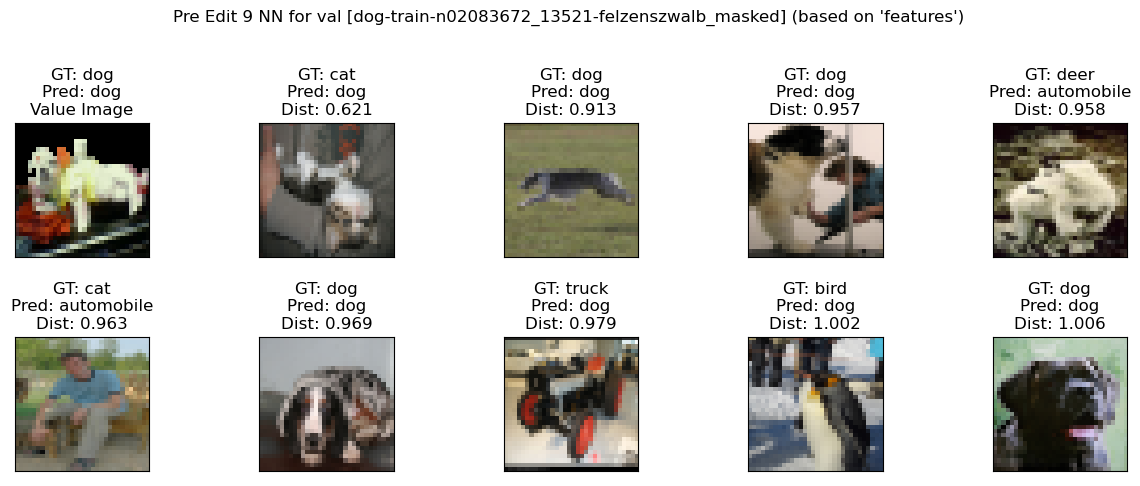 Pre Edit 9 NN for val [dog-train-n02083672_13521-felzenszwalb_masked] (based on 'features')
GT: dog
Pred: dog
Value Image
GT: cat
Pred: dog
Dist: 0.621
GT: dog
Pred: dog
Dist: 0.913
GT: dog
Pred: dog
Dist: 0.957
GT: deer
Pred: automobile
Dist: 0.958
GT: cat
Pred: automobile
Dist: 0.963
GT: dog
Pred: dog
Dist: 0.969
GT: truck
Pred: dog
Dist: 0.979
GT: bird
Pred: dog
Dist: 1.002
GT: dog
Pred: dog
Dist: 1.006